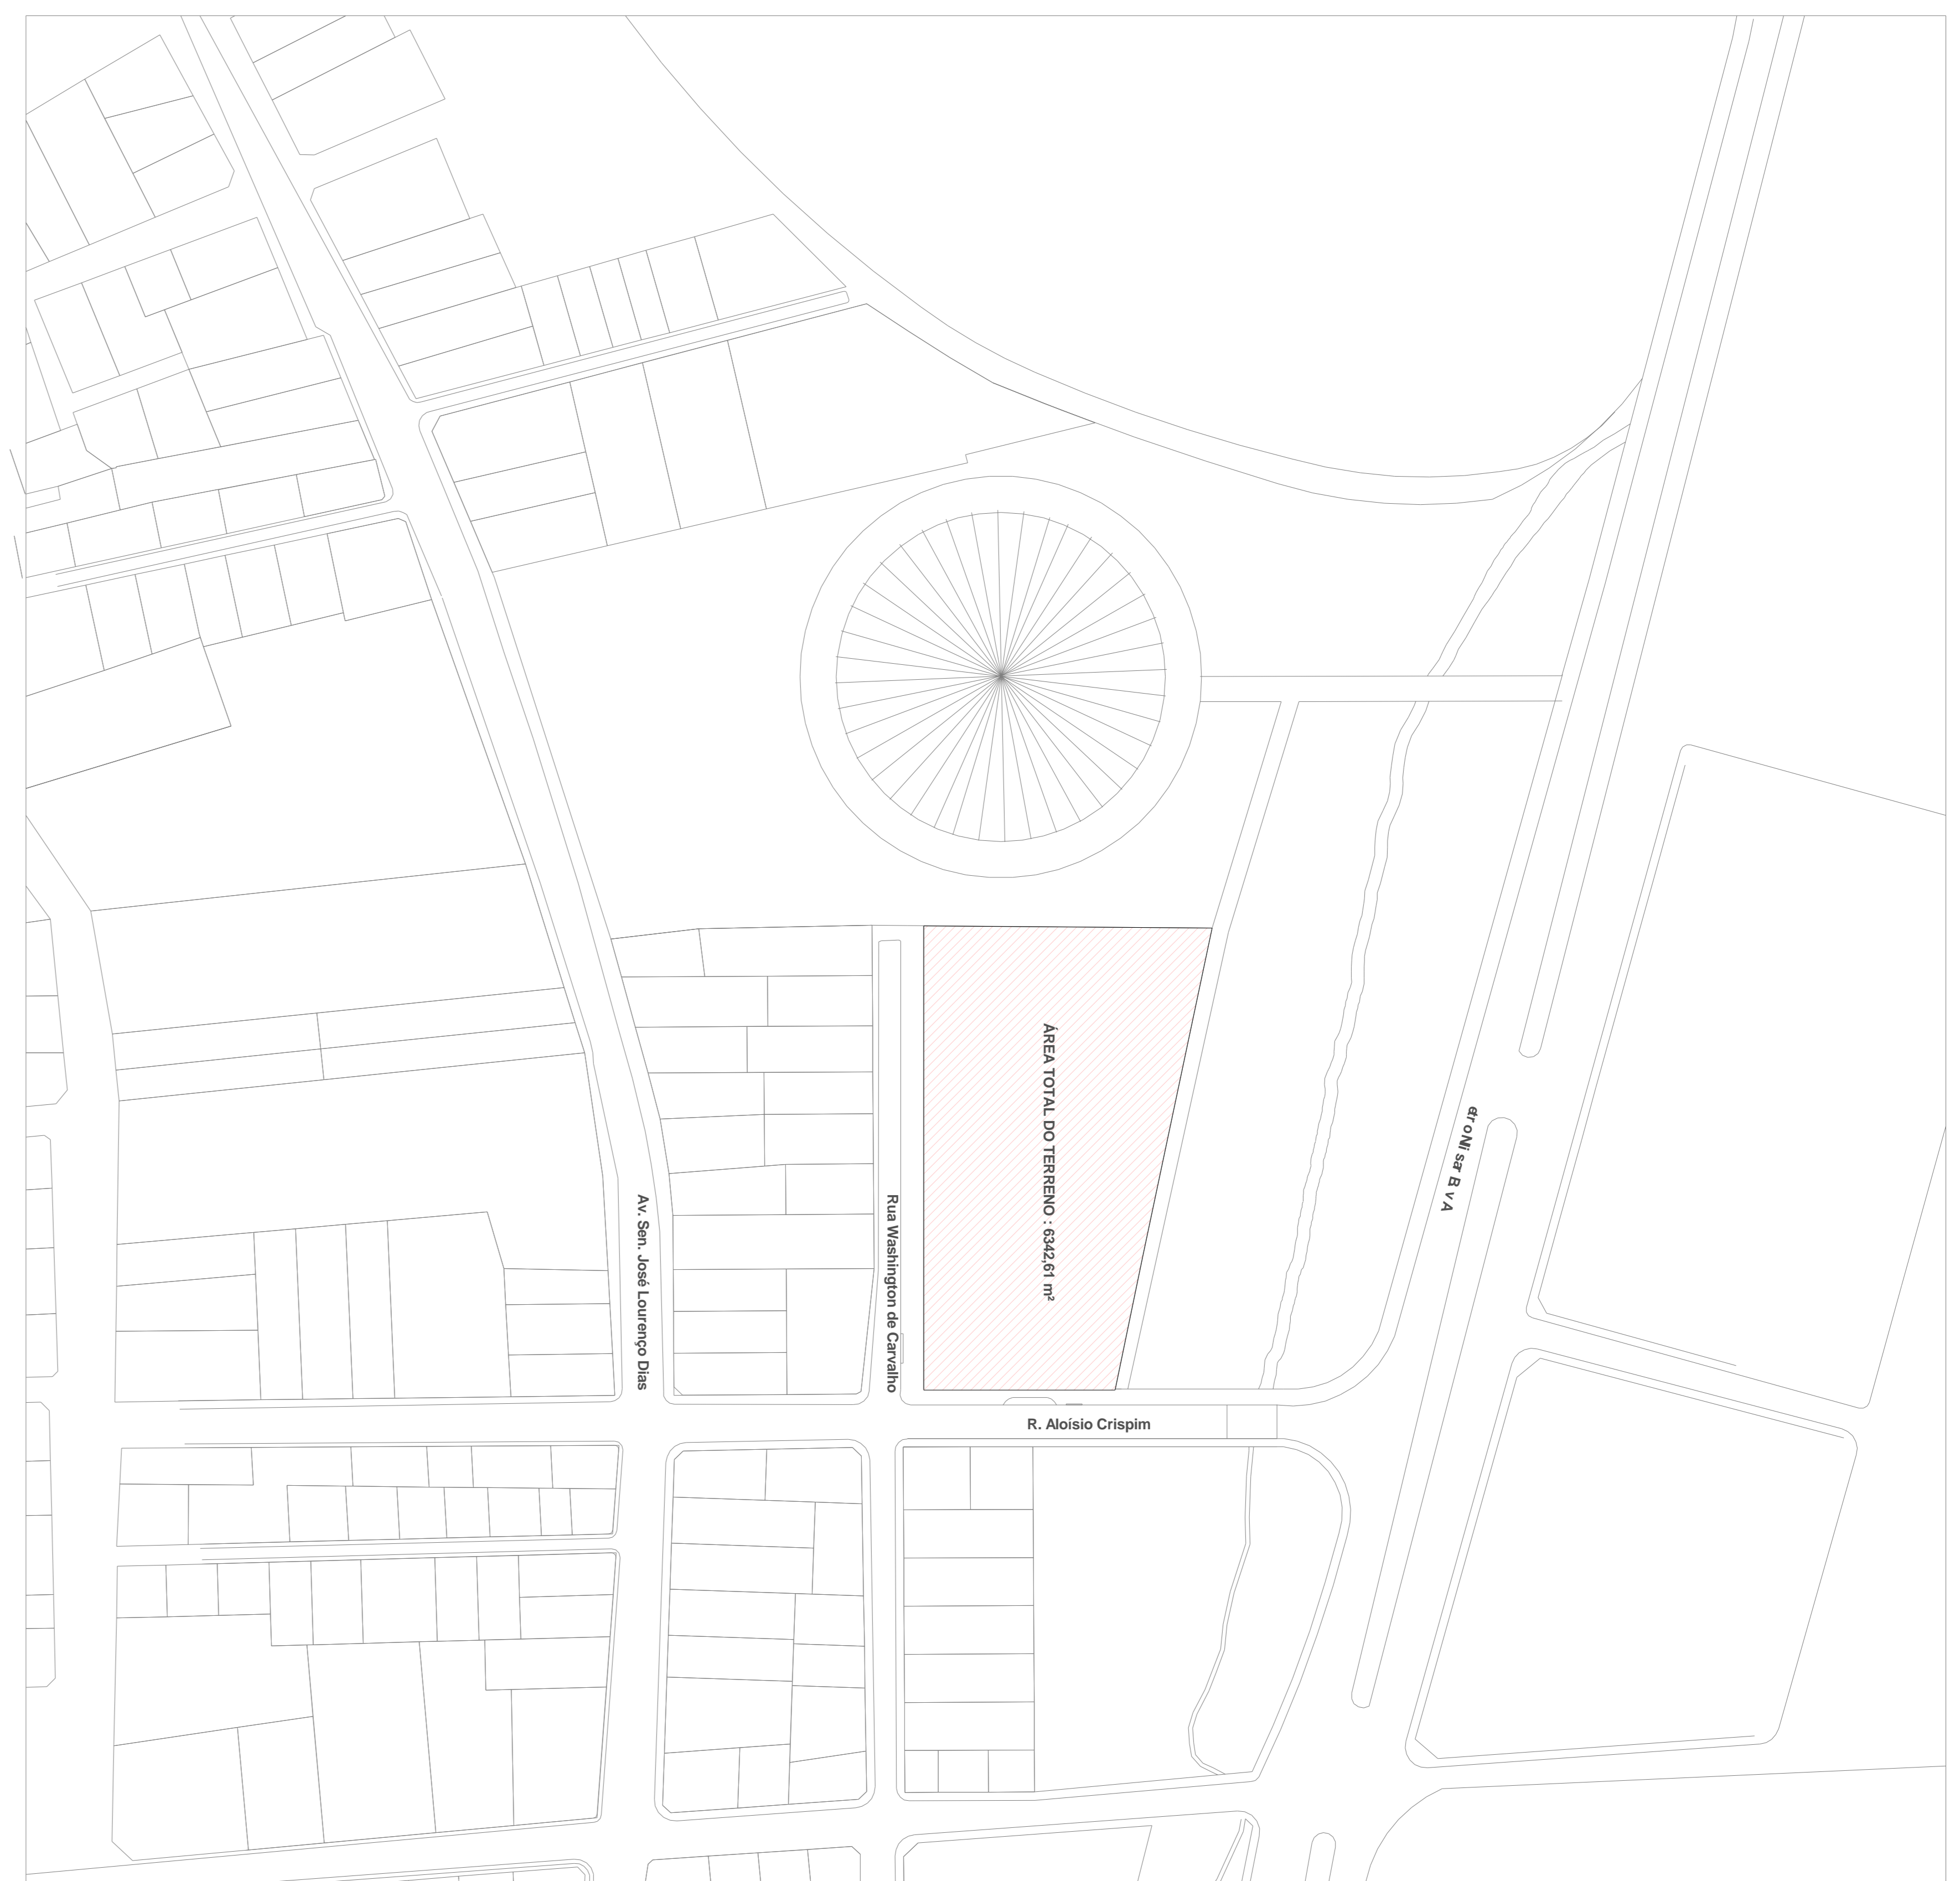 ÁREA TOTAL DO TERRENO : 6342,61 m²
Av. Sen. José Lourenço Dias
Rua Washington de Carvalho
R. Aloísio Crispim